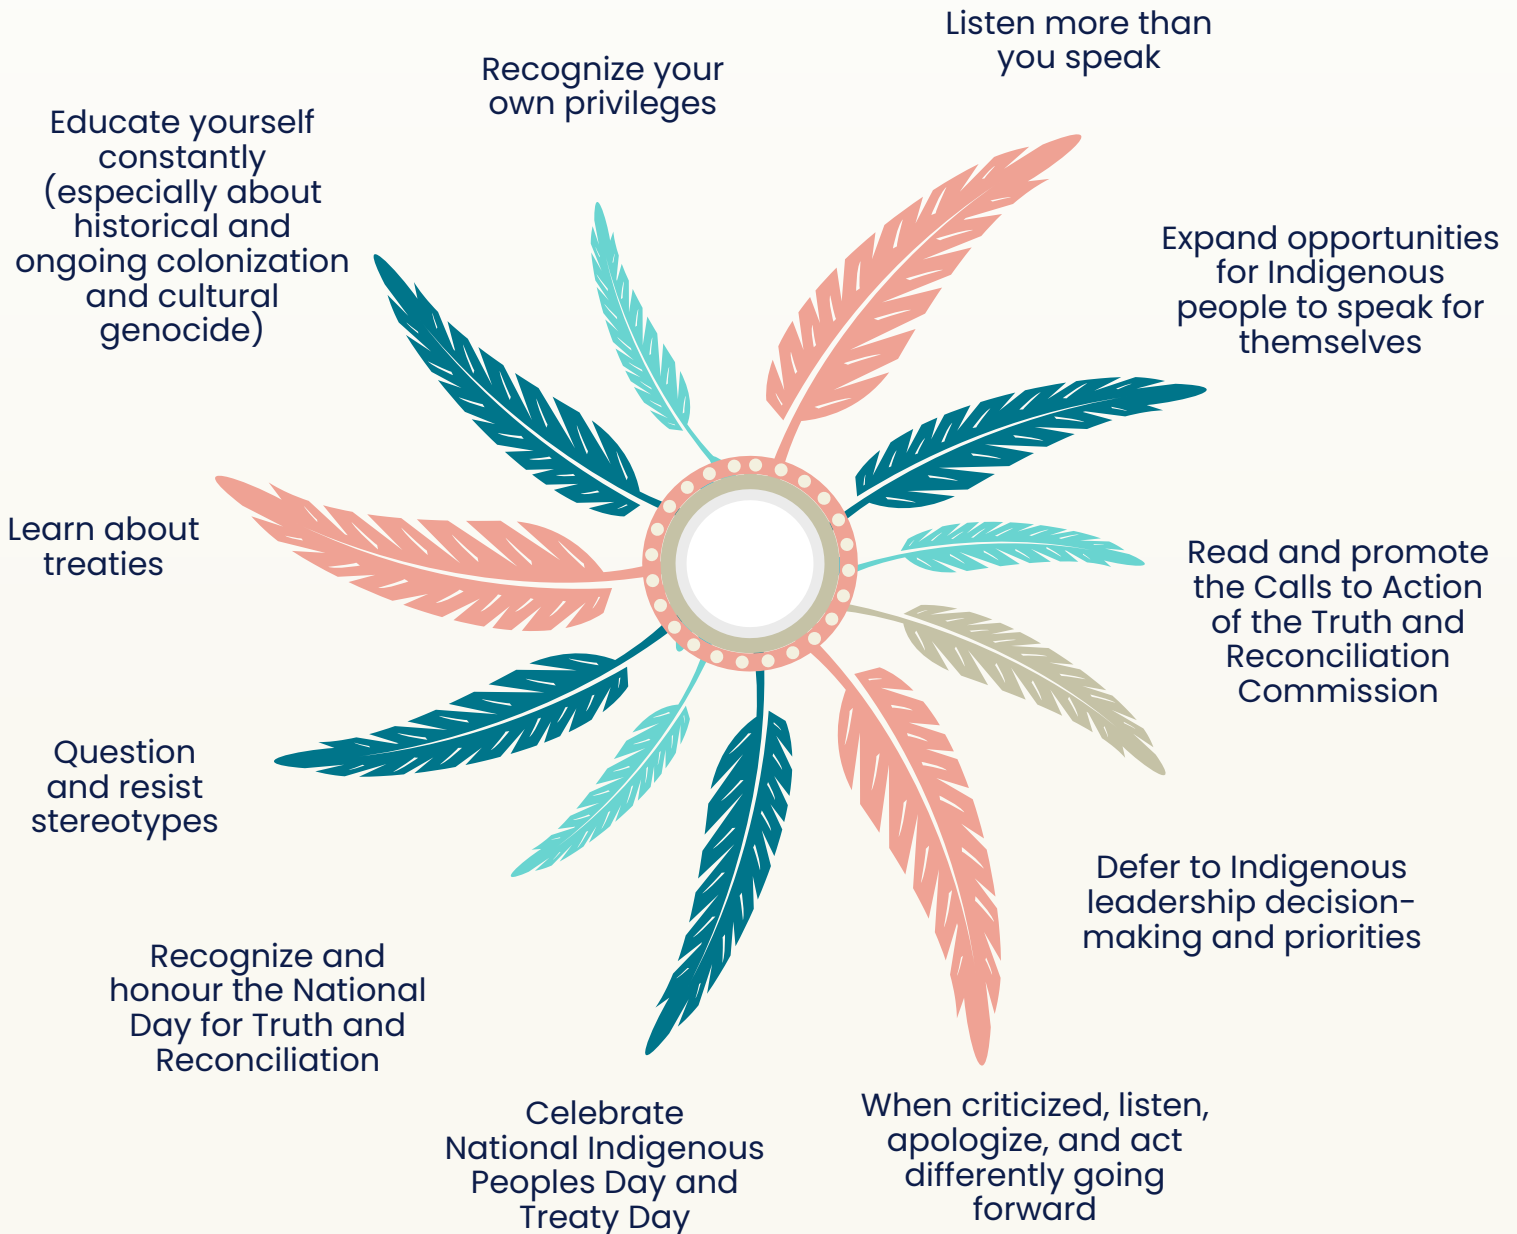 Listen more than
you speak
Recognize your
own privileges
Educate yourself
constantly
(especially about
historical and
ongoing colonization
and cultural
genocide)
Expand opportunities
for Indigenous
people to speak for
themselves
Learn about
treaties
Read and promote
the Calls to Action
of the Truth and
Reconciliation
Commission
Question
and resist
stereotypes
Defer to Indigenous
leadership decision-
making and priorities
Recognize and
honour the National
Day for Truth and
Reconciliation
Celebrate
National Indigenous
Peoples Day and
Treaty Day
When criticized, listen,
apologize, and act
differently going
forward